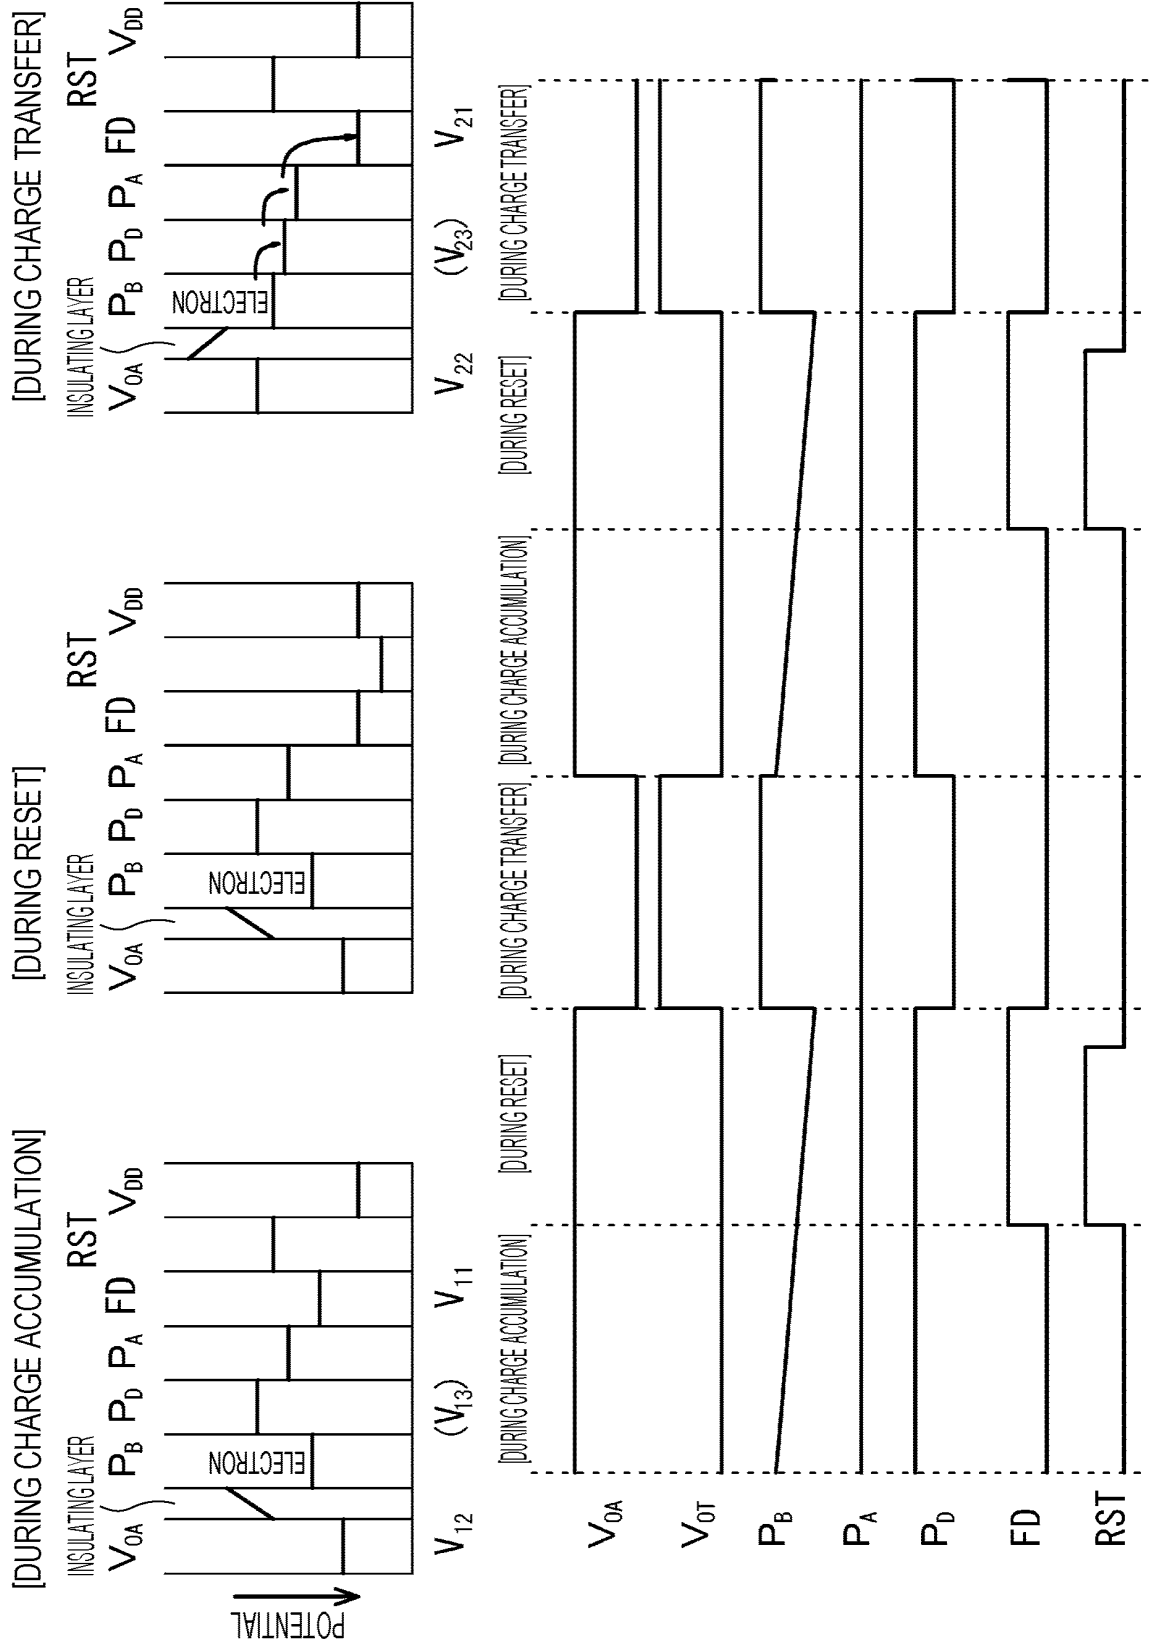 [DURING CHARGE ACCUMULATION]
INSULATING LAYER
RST
VOA PB PD PA FD VDD
POTENTIAL
ELECTRON
V12 (V13) V11
[DURING RESET]
INSULATING LAYER
RST
VOA PB PD PA FD VDD
ELECTRON
[DURING CHARGE TRANSFER]
INSULATING LAYER
RST
VOA PB PD PA FD VDD
ELECTRON
V22 (V23) V21
[DURING CHARGE ACCUMULATION] [DURING RESET] [DURING CHARGE TRANSFER] [DURING CHARGE ACCUMULATION] [DURING RESET] [DURING CHARGE TRANSFER]
VOA
VOT
PB
PA
PD
FD
RST